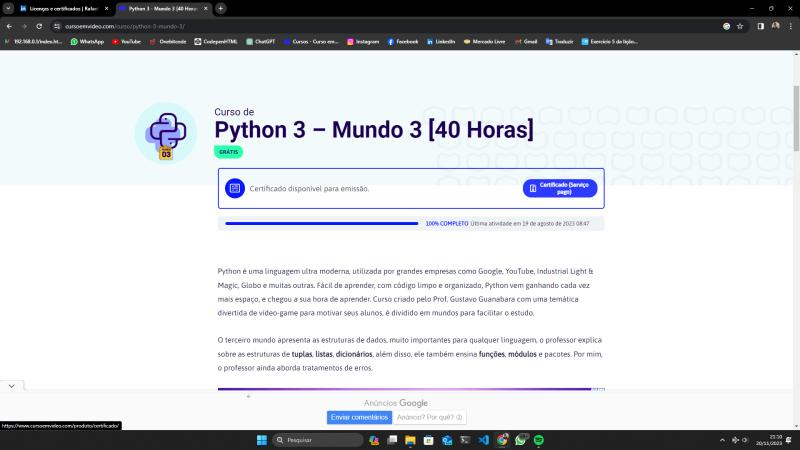 Licenças e certificados | Rafael
Python 3 – Mundo 3 [40 Horas]
cursoemvideo.com/curso/python-3-mundo-3/
192.168.0.1/index.ht... WhatsApp YouTube Onebitcode CodepenHTML ChatGPT Cursos - Curso em... Instagram Facebook LinkedIn Mercado Livre Gmail Traduzir Exercício 5 da lição...
Curso de
Python 3 – Mundo 3 [40 Horas]
03
GRÁTIS
Certificado disponível para emissão.
Certificado (Serviço
pago)
100% COMPLETO Última atividade em 19 de agosto de 2023 08:47
Python é uma linguagem ultra moderna, utilizada por grandes empresas como Google, YouTube, Industrial Light &
Magic, Globo e muitas outras. Fácil de aprender, com código limpo e organizado, Python vem ganhando cada vez
mais espaço, e chegou a sua hora de aprender. Curso criado pelo Prof. Gustavo Guanabara com uma temática
divertida de vídeo-game para motivar seus alunos, é dividido em mundos para facilitar o estudo.
O terceiro mundo apresenta as estruturas de dados, muito importantes para qualquer linguagem, o professor explica
sobre as estruturas de tuplas, listas, dicionários, além disso, ele também ensina funções, módulos e pacotes. Por mim,
o professor ainda aborda tratamentos de erros.
Anúncios Google
Enviar comentários Anúncio? Por quê?
https://www.cursoemvideo.com/produto/certificado/
Pesquisar
21:10
20/11/2023